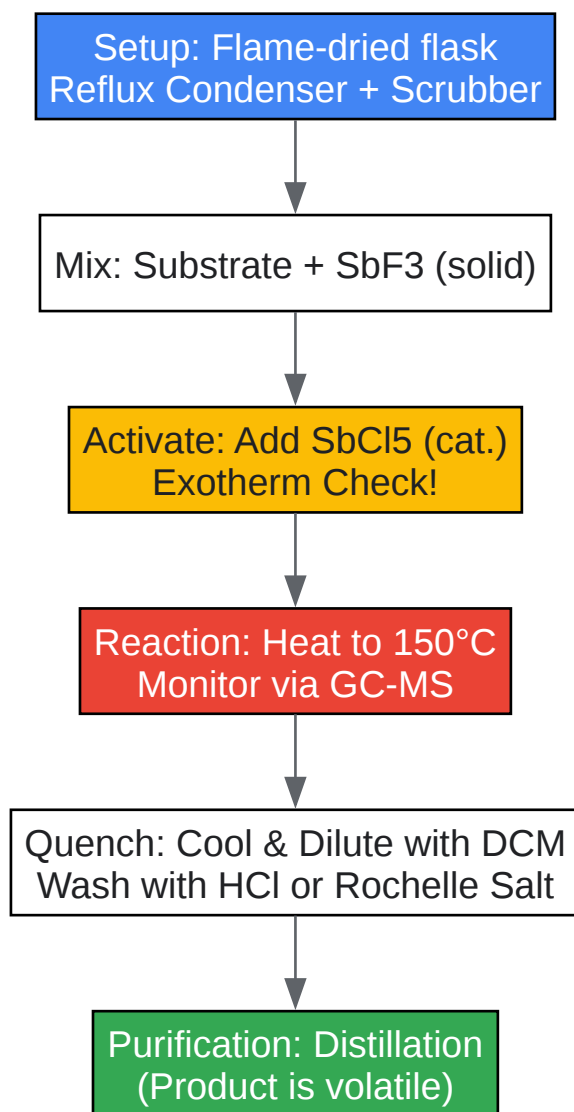 Setup: Flame-dried flask
Reflux Condenser + Scrubber
Mix: Substrate + SbF3 (solid)
Activate: Add SbCl5 (cat.)
Exotherm Check!
Reaction: Heat to 150°C
Monitor via GC-MS
Quench: Cool & Dilute with DCM
Wash with HCl or Rochelle Salt
Purification: Distillation
(Product is volatile)